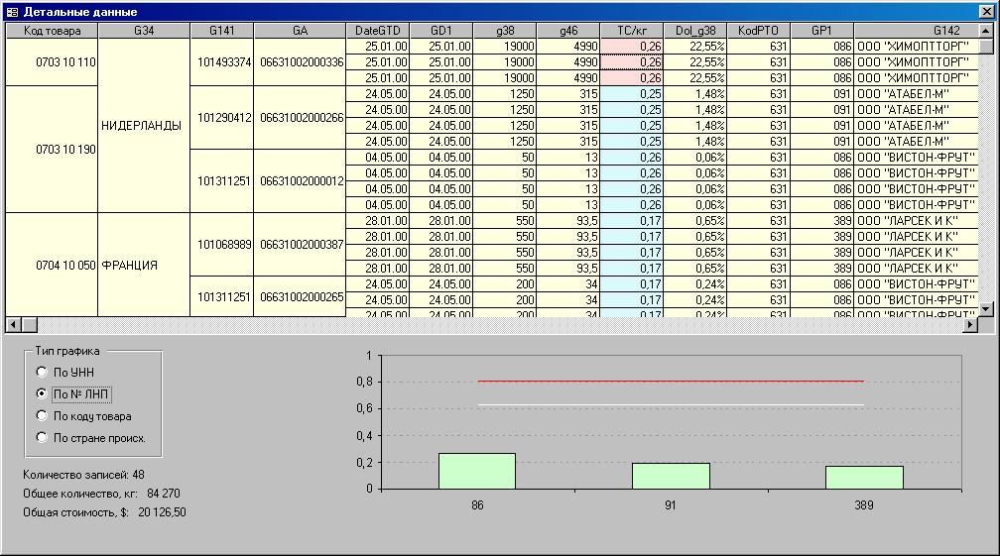 Детальные данные
Код товара G34 G141 GA DateGTD GD1 g38 g46 ТС/кг Dol_g38 KodPTO GP1 G142
0703 10 110 НИДЕРЛАНДЫ 101493374 06631002000336 25.01.00 25.01.00 19000 4990 0,26 22,55% 631 086 ООО "ХИМОПТТОРГ"
25.01.00 25.01.00 19000 4990 0,26 22,55% 631 086 ООО "ХИМОПТТОРГ"
25.01.00 25.01.00 19000 4990 0,26 22,55% 631 086 ООО "ХИМОПТТОРГ"
0703 10 190 101290412 06631002000266 24.05.00 24.05.00 1250 315 0,25 1,48% 631 091 ООО "АТАБЕЛ-М"
24.05.00 24.05.00 1250 315 0,25 1,48% 631 091 ООО "АТАБЕЛ-М"
24.05.00 24.05.00 1250 315 0,25 1,48% 631 091 ООО "АТАБЕЛ-М"
24.05.00 24.05.00 1250 315 0,25 1,48% 631 091 ООО "АТАБЕЛ-М"
101311251 06631002000012 04.05.00 04.05.00 50 13 0,26 0,06% 631 086 ООО "ВИСТОН-ФРУТ"
04.05.00 04.05.00 50 13 0,26 0,06% 631 086 ООО "ВИСТОН-ФРУТ"
04.05.00 04.05.00 50 13 0,26 0,06% 631 086 ООО "ВИСТОН-ФРУТ"
04.05.00 04.05.00 50 13 0,26 0,06% 631 086 ООО "ВИСТОН-ФРУТ"
0704 10 050 ФРАНЦИЯ 101068989 06631002000387 28.01.00 28.01.00 550 93,5 0,17 0,65% 631 389 ООО "ЛАРСЕК И К"
28.01.00 28.01.00 550 93,5 0,17 0,65% 631 389 ООО "ЛАРСЕК И К"
28.01.00 28.01.00 550 93,5 0,17 0,65% 631 389 ООО "ЛАРСЕК И К"
28.01.00 28.01.00 550 93,5 0,17 0,65% 631 389 ООО "ЛАРСЕК И К"
101311251 06631002000265 24.05.00 24.05.00 200 34 0,17 0,24% 631 086 ООО "ВИСТОН-ФРУТ"
24.05.00 24.05.00 200 34 0,17 0,24% 631 086 ООО "ВИСТОН-ФРУТ"
24.05.00 24.05.00 200 34 0,17 0,24% 631 086 ООО "ВИСТОН-ФРУТ"
Тип графика
По УНН
По № ЛНП
По коду товара
По стране происх.
Количество записей: 48
Общее количество, кг: 84 270
Общая стоимость, $: 20 126,50
1
0,8
0,6
0,4
0,2
0
86 91 389